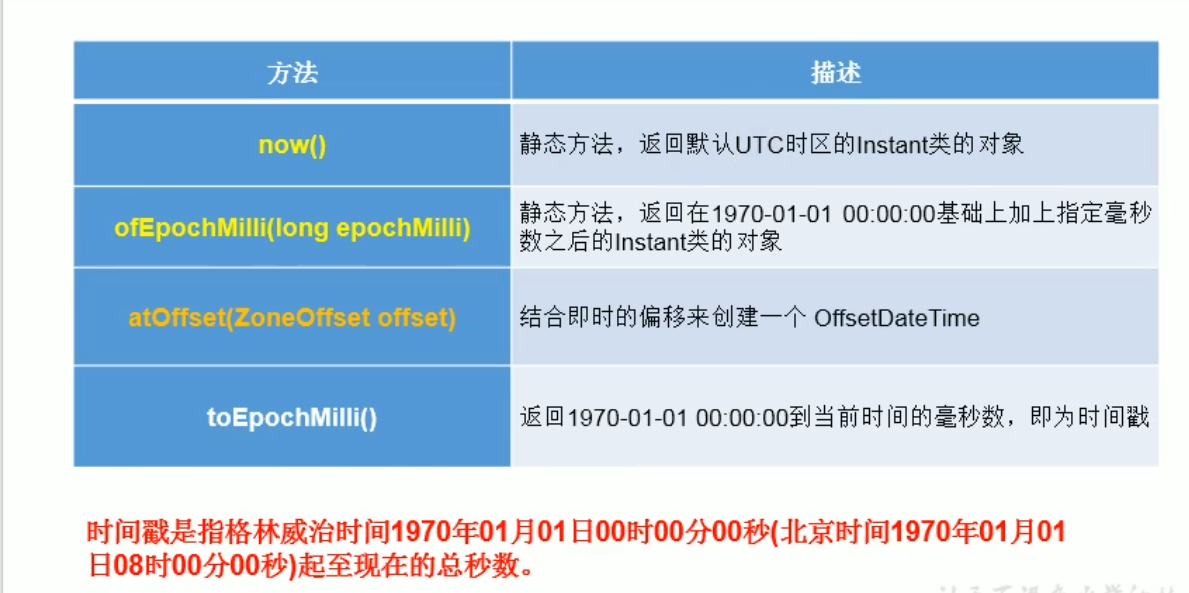 方法
描述
now()
静态方法，返回默认UTC时区的Instant类的对象
ofEpochMilli(long epochMilli)
静态方法，返回在1970-01-01 00:00:00基础上加上指定毫秒
数之后的Instant类的对象
atOffset(ZoneOffset offset)
结合即时的偏移来创建一个 OffsetDateTime
toEpochMilli()
返回1970-01-01 00:00:00到当前时间的毫秒数，即为时间戳
时间戳是指格林威治时间1970年01月01日00时00分00秒(北京时间1970年01月01
日08时00分00秒)起至现在的总秒数。